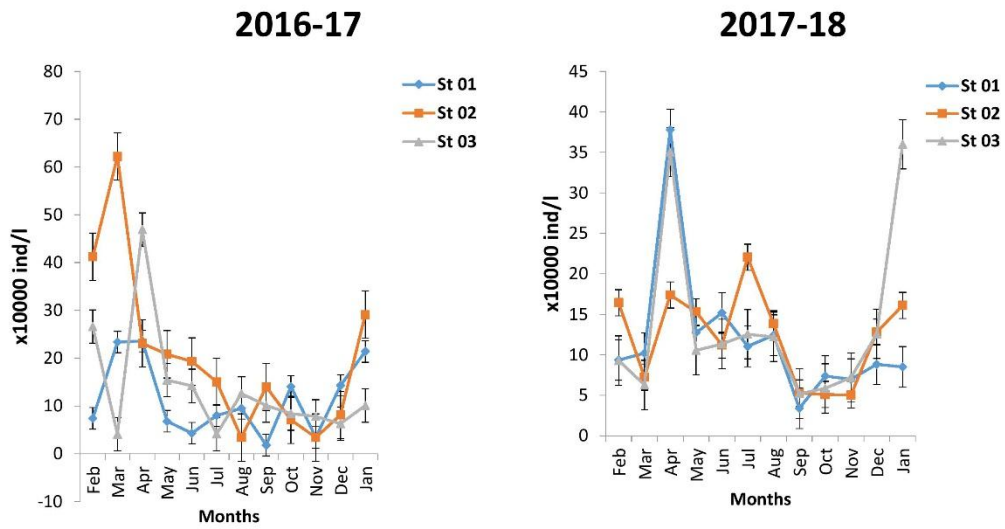 2016-17
80
70
60
50
40
30
20
10
0
-10
x10000 ind/l
Feb
Mar
Apr
May
Jun
Jul
Aug
Sep
Oct
Nov
Dec
Jan
Months
St 01
St 02
St 03
2017-18
45
40
35
30
25
20
15
10
5
0
x10000 ind/l
Feb
Mar
Apr
May
Jun
Jul
Aug
Sep
Oct
Nov
Dec
Jan
Months
St 01
St 02
St 03